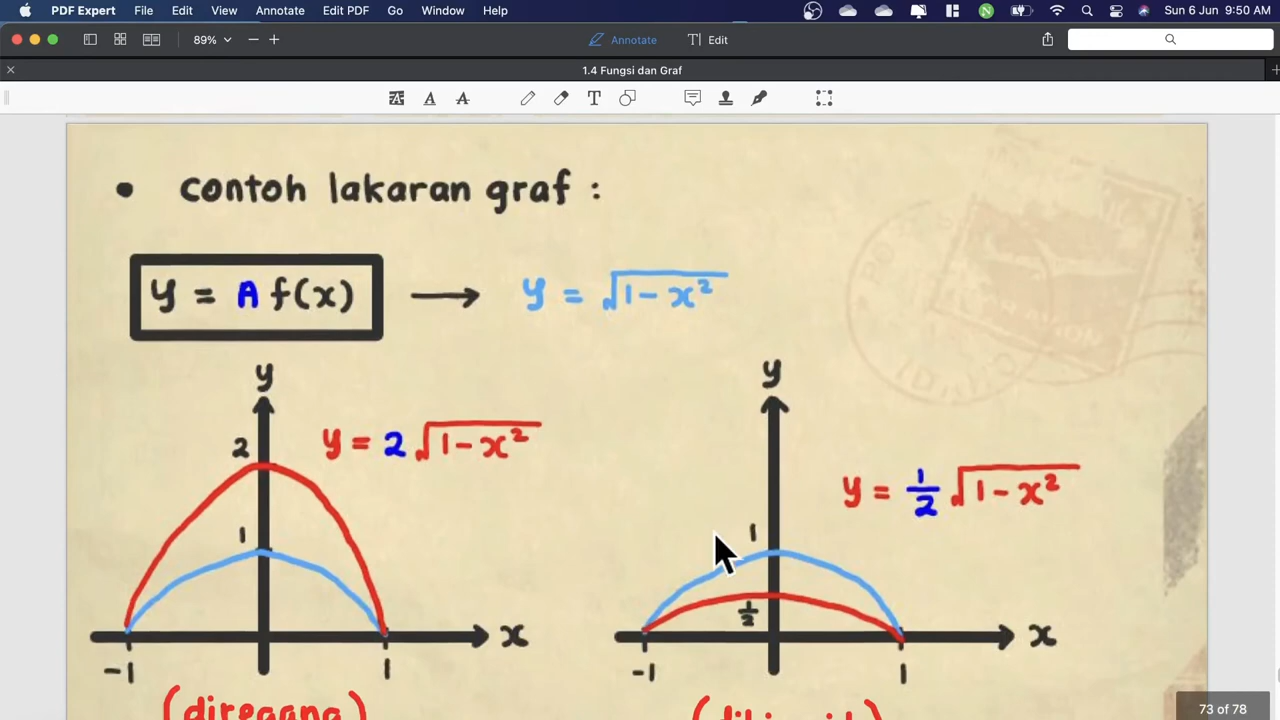 PDF Expert File Edit View Annotate Edit PDF Go Window Help Sun 6 Jun 9:50 AM
89% Annotate Edit
1.4 Fungsi dan Graf
• contoh lakaran graf :
y = A f(x) → y = √(1-x²)
y
y
2
y = 2√(1-x²)
y = 1/2 √(1-x²)
1
1
1/2
x
x
-1
1
-1
1
(diregang)
73 of 78